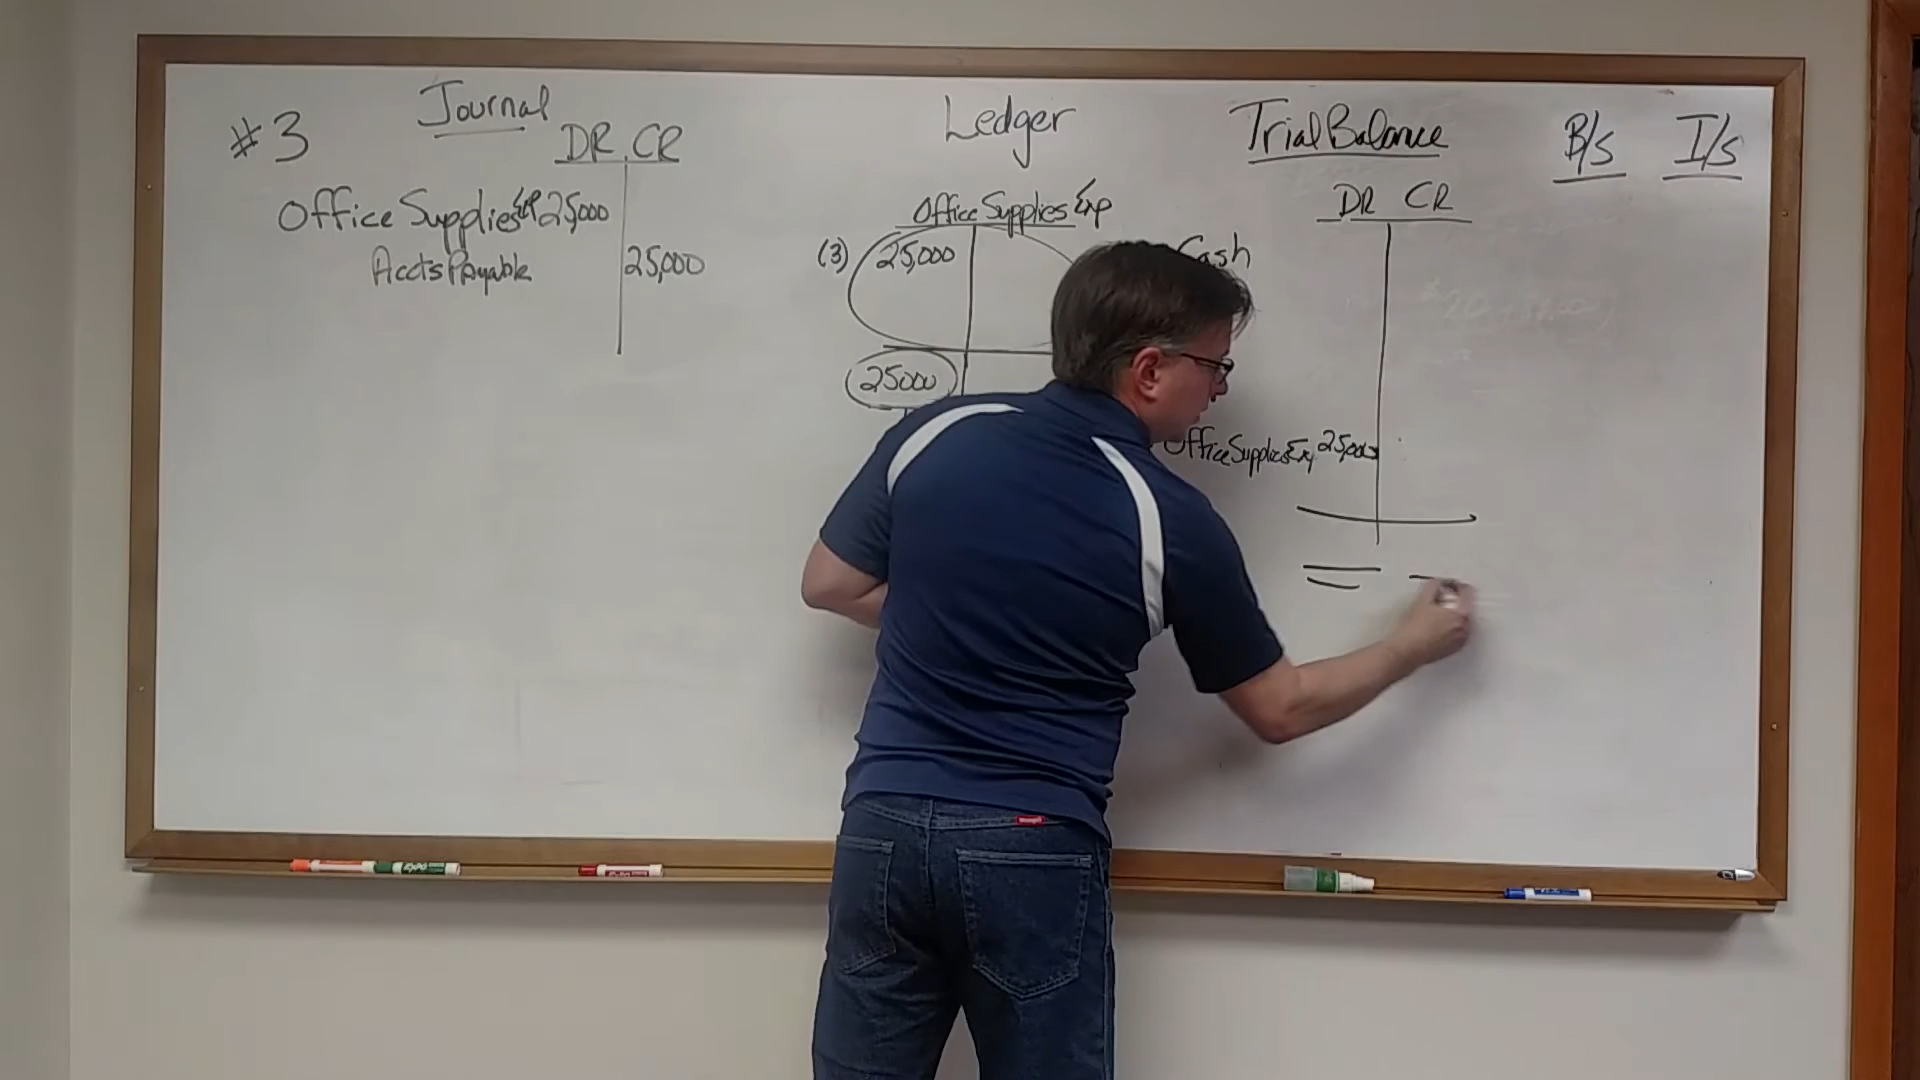 #3
Journal
DR CR
Office Supplies Exp 25,000
Accts Payable 25,000
Ledger
Office Supplies Exp
(3) 25,000
25000
Trial Balance
DR CR
Cash
Office Supplies Exp 25,000
B/S
I/S